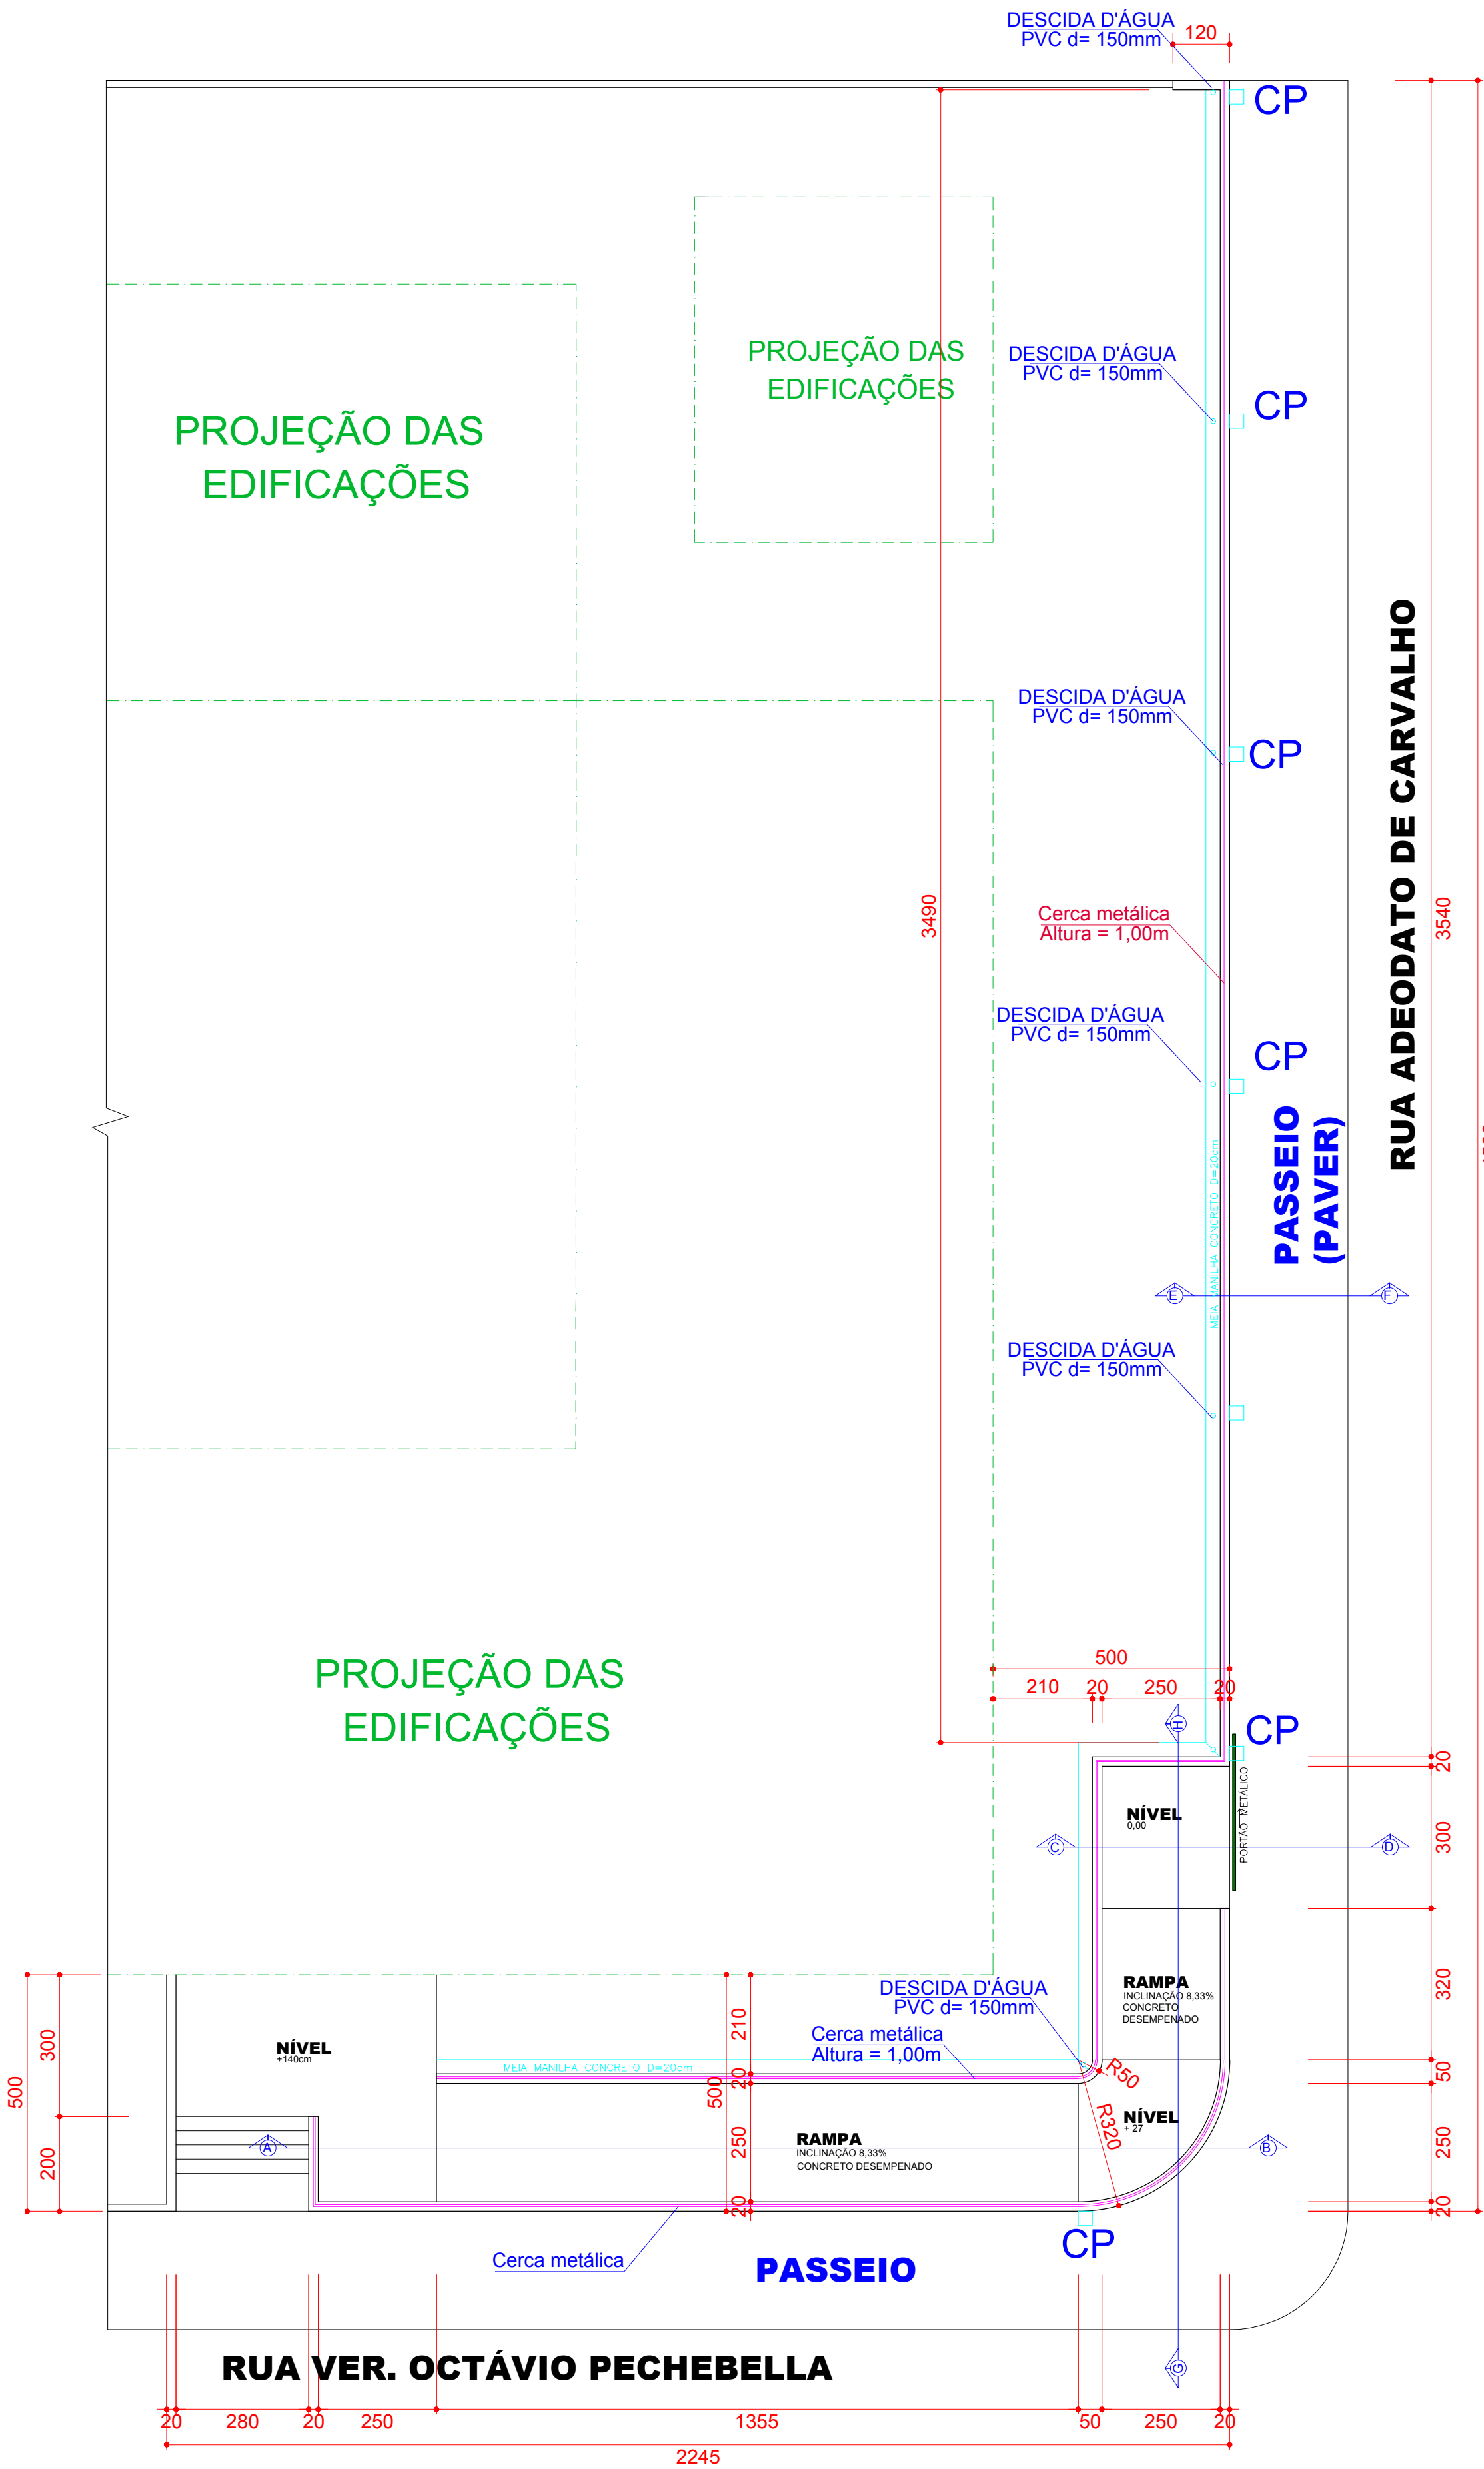 DESCIDA D'ÁGUA
PVC d= 150mm
120
CP
PROJEÇÃO DAS
EDIFICAÇÕES
PROJEÇÃO DAS
EDIFICAÇÕES
DESCIDA D'ÁGUA
PVC d= 150mm
CP
DESCIDA D'ÁGUA
PVC d= 150mm
CP
RUA ADEODATO DE CARVALHO
3490
Cerca metálica
Altura = 1,00m
3540
DESCIDA D'ÁGUA
PVC d= 150mm
CP
PASSEIO
(PAVER)
MEIA MANILHA CONCRETO D=20cm
E
F
DESCIDA D'ÁGUA
PVC d= 150mm
PROJEÇÃO DAS
EDIFICAÇÕES
500
210
20
250
20
H
CP
20
NÍVEL
0,00
PORTÃO METÁLICO
300
C
D
RAMPA
INCLINAÇÃO 8,33%
CONCRETO
DESEMPENADO
320
DESCIDA D'ÁGUA
PVC d= 150mm
Cerca metálica
Altura = 1,00m
NÍVEL
+140cm
300
210
MEIA MANILHA CONCRETO D=20cm
20
R50
50
500
500
R320
NÍVEL
+ 27
200
A
RAMPA
INCLINAÇÃO 8,33%
CONCRETO DESEMPENADO
250
B
250
20
20
CP
Cerca metálica
PASSEIO
RUA VER. OCTÁVIO PECHEBELLA
G
20
280
20
250
1355
50
250
20
2245